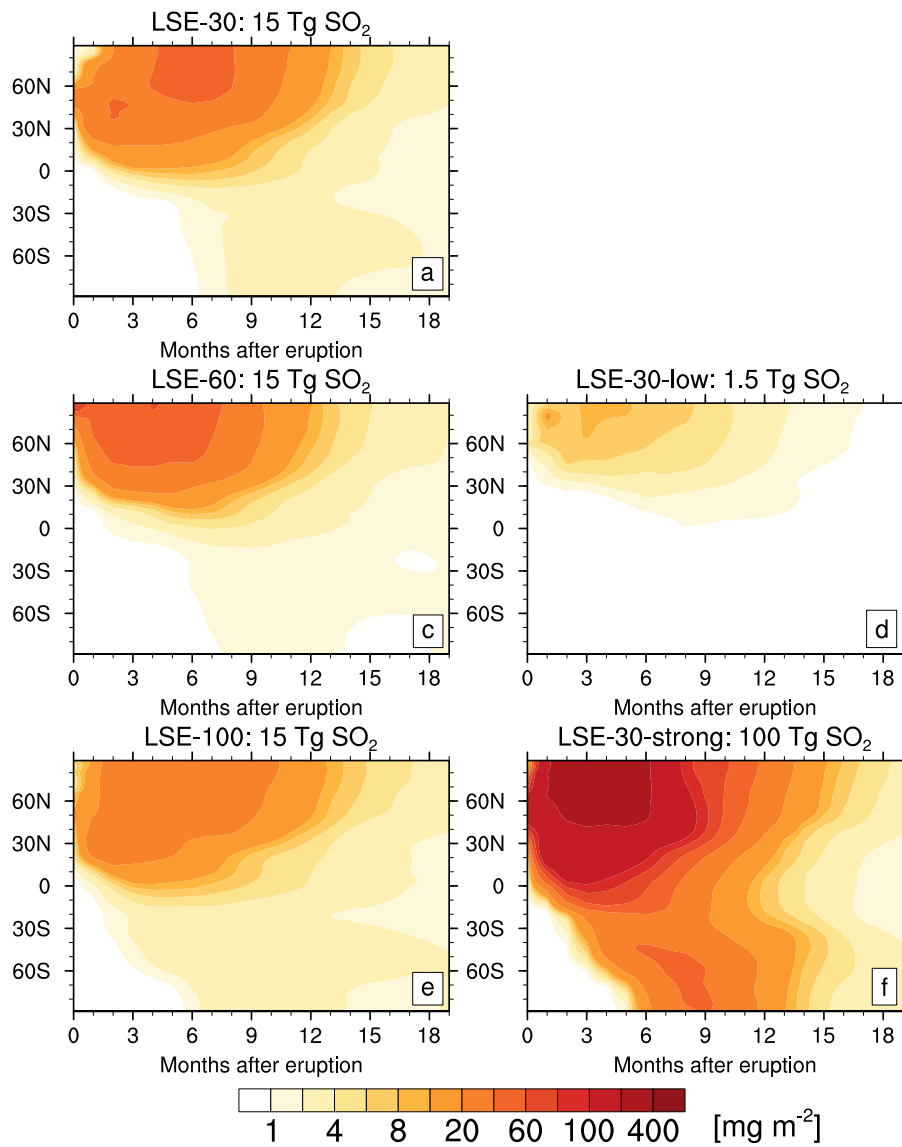 LSE-30: 15 Tg SO₂
60N
30N
0
30S
60S
a
0 3 6 9 12 15 18
Months after eruption
LSE-60: 15 Tg SO₂
60N
30N
0
30S
60S
c
0 3 6 9 12 15 18
Months after eruption
LSE-30-low: 1.5 Tg SO₂
60N
30N
0
30S
60S
d
0 3 6 9 12 15 18
Months after eruption
LSE-100: 15 Tg SO₂
60N
30N
0
30S
60S
e
0 3 6 9 12 15 18
Months after eruption
LSE-30-strong: 100 Tg SO₂
60N
30N
0
30S
60S
f
0 3 6 9 12 15 18
Months after eruption
1 4 8 20 60 100 400 [mg m⁻²]